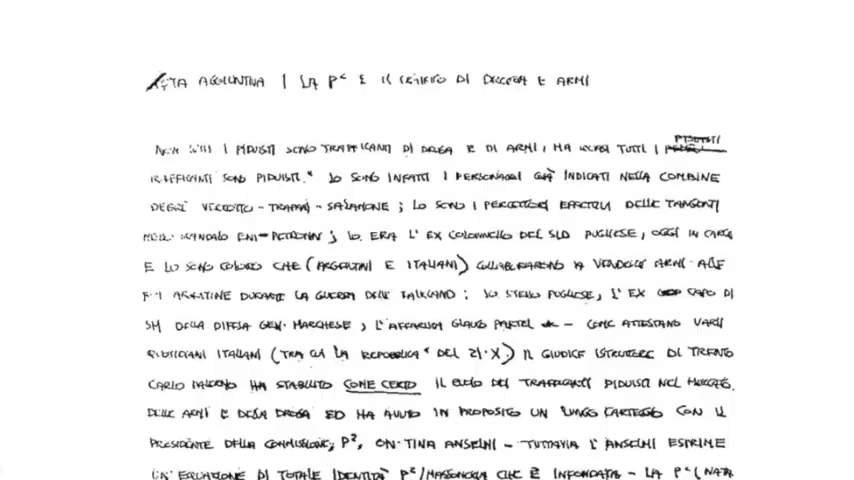 AGGIUNTIVA | LA P2 E IL TRAFFICO DI DROGA E ARMI
PIDUISTI
NON TUTTI I PIDUISTI SONO TRAFFICANTI DI DROGA E DI ARMI, MA QUASI TUTTI I
TRAFFICANTI SONO PIDUISTI. LO SONO INFATTI I PERSONAGGI GIÀ INDICATI NELLA COMBINE
DEGLI - SALAMONE; LO SONO I PERCETTORI EFFETTIVI DELLE TANGENTI
NELLO SCANDALO ENI-PETROMIN; LO ERA L'EX COLONNELLO DEL SID PUGLIESE, OGGI IN
E LO SONO COLORO CHE (ARGENTINI E ITALIANI) COLLABORARONO A VENDERE ARMI ALLE
ARGENTINE DURANTE LA GUERRA DELLE FALKLAND: LO STESSO PUGLIESE, L'EX CAPO DI
SM DELLA DIFESA GEN. MARCHESE, L'AFFARISTA GLAUCO PARTEL - COME ATTESTANO VARI
QUOTIDIANI ITALIANI (TRA CUI LA REPUBBLICA" DEL 21.X.) IL GIUDICE ISTRUTTORE DI TRENTO
CARLO PALERMO HA STABILITO COME CERTO IL RUOLO DEI TRAFFICANTI PIDUISTI NEL MERCATO
DELLE ARMI E DELLA DROGA ED HA AVUTO IN PROPOSITO UN LUNGO CARTEGGIO CON IL
PRESIDENTE DELLA COMMISSIONE P2, ON. TINA ANSELMI - TUTTAVIA L'ANSELMI ESPRIME
UN'EQUAZIONE DI TOTALE IDENTITÀ P2/MASSONERIA CHE È INFONDATA - LA P2 (NATA